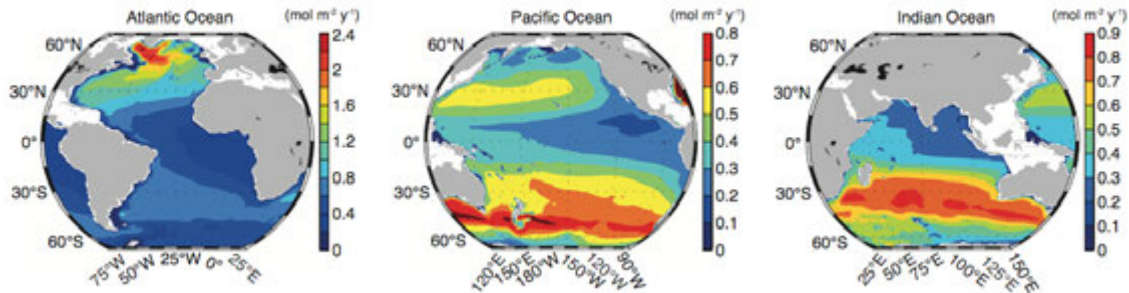 Atlantic Ocean (mol m⁻² y⁻¹)
60°N
30°N
0°
30°S
60°S
75°W 50°W 25°W 0° 25°E
2.4
2
1.6
1.2
0.8
0.4
0
Pacific Ocean (mol m⁻² y⁻¹)
60°N
30°N
0°
30°S
60°S
120°E 150°E 180°W 150°W 120°W 90°W
0.8
0.7
0.6
0.5
0.4
0.3
0.2
0.1
0
Indian Ocean (mol m⁻² y⁻¹)
60°N
30°N
0°
30°S
60°S
25°E 50°E 75°E 100°E 125°E 150°E
0.9
0.8
0.7
0.6
0.5
0.4
0.3
0.2
0.1
0